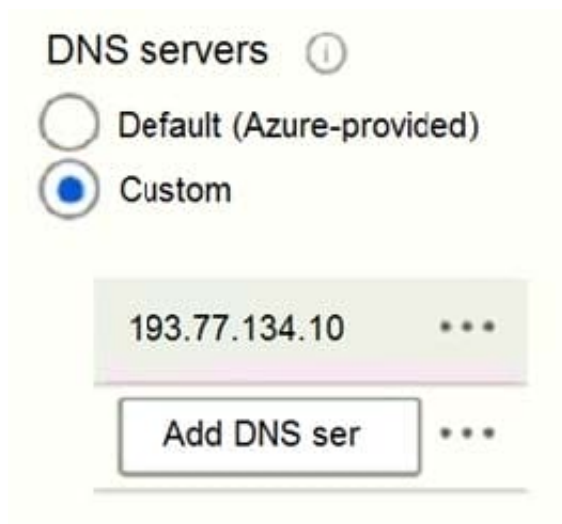 DNS servers
Default (Azure-provided)
Custom
193.77.134.10
Add DNS ser